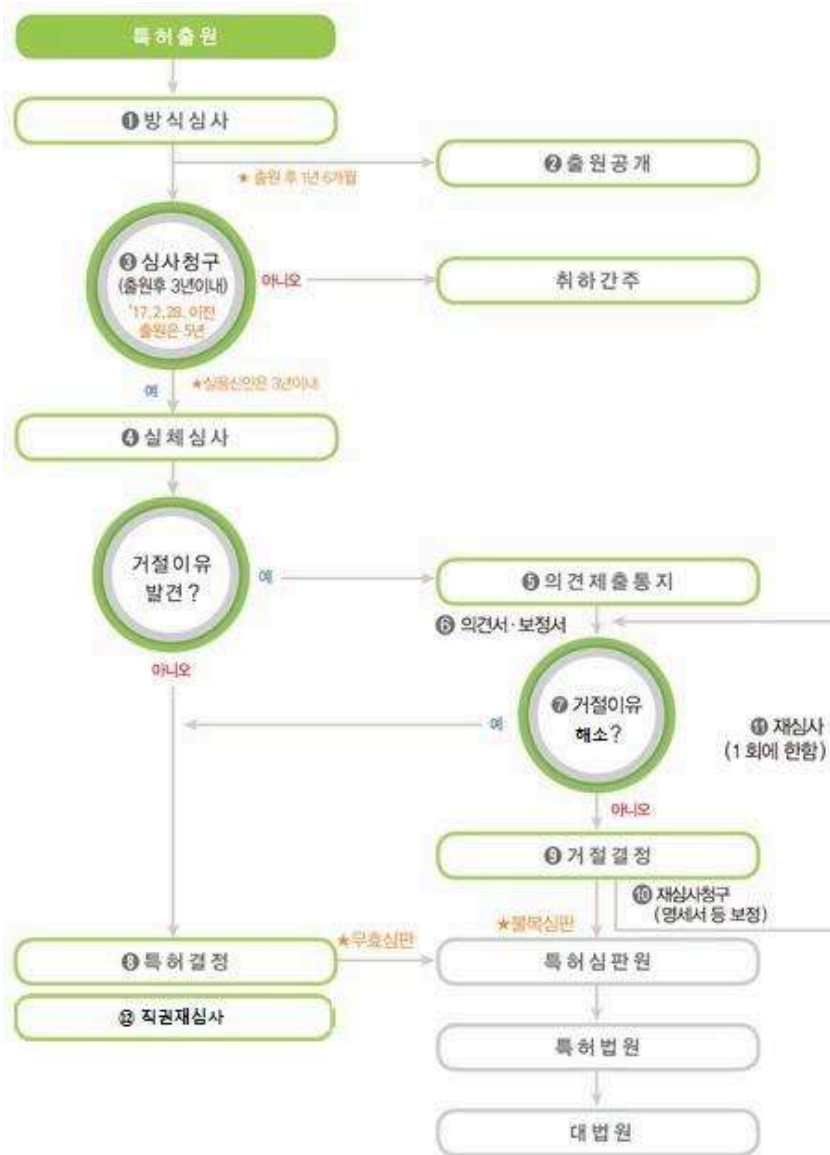 특허출원
❶방식심사
★ 출원 후 1년 6개월
❷출원공개
❸심사청구
(출원후 3년이내)
'17.2.28. 이전
출원은 5년
아니오
취하간주
예
★실용신안은 3년이내
❹실체심사
거절이유
발견?
예
❺의견제출통지
❻ 의견서·보정서
아니오
❼ 거절이유
해소?
예
⓫ 재심사
(1회에 한함)
아니오
❾거절결정
❿ 재심사청구
(명세서 등 보정)
★불복심판
❽특허결정
★무효심판
특허심판원
⑫ 직권재심사
특허법원
대법원